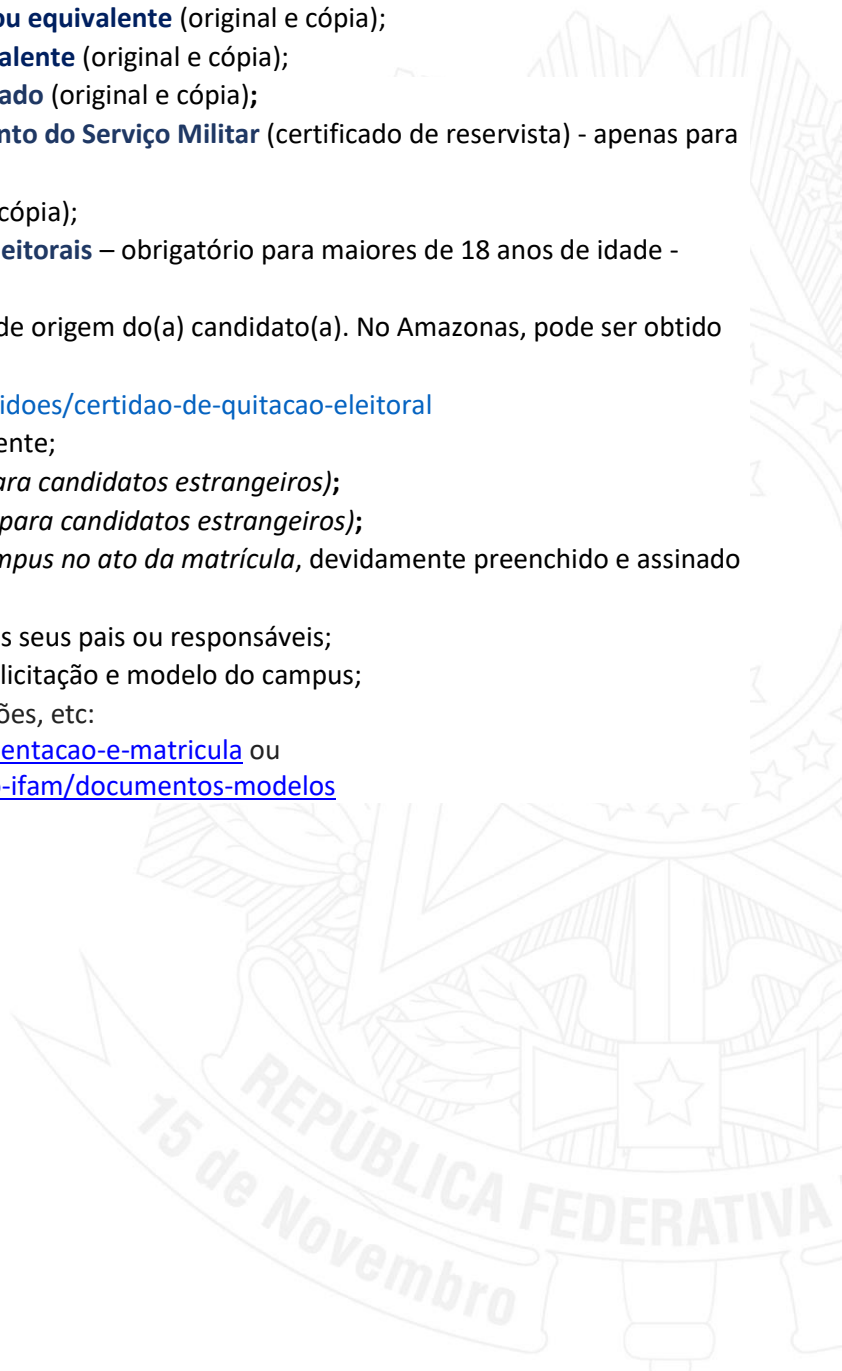 ou equivalente (original e cópia);
alente (original e cópia);
ado (original e cópia);
nto do Serviço Militar (certificado de reservista) - apenas para
cópia);
leitorais – obrigatório para maiores de 18 anos de idade -
de origem do(a) candidato(a). No Amazonas, pode ser obtido
idoes/certidao-de-quitacao-eleitoral
ente;
ara candidatos estrangeiros);
para candidatos estrangeiros);
mpus no ato da matrícula, devidamente preenchido e assinado
s seus pais ou responsáveis;
licitação e modelo do campus;
ões, etc:
entacao-e-matricula ou
o-ifam/documentos-modelos
REPÚBLICA FEDERATIVA
15 de Novembro